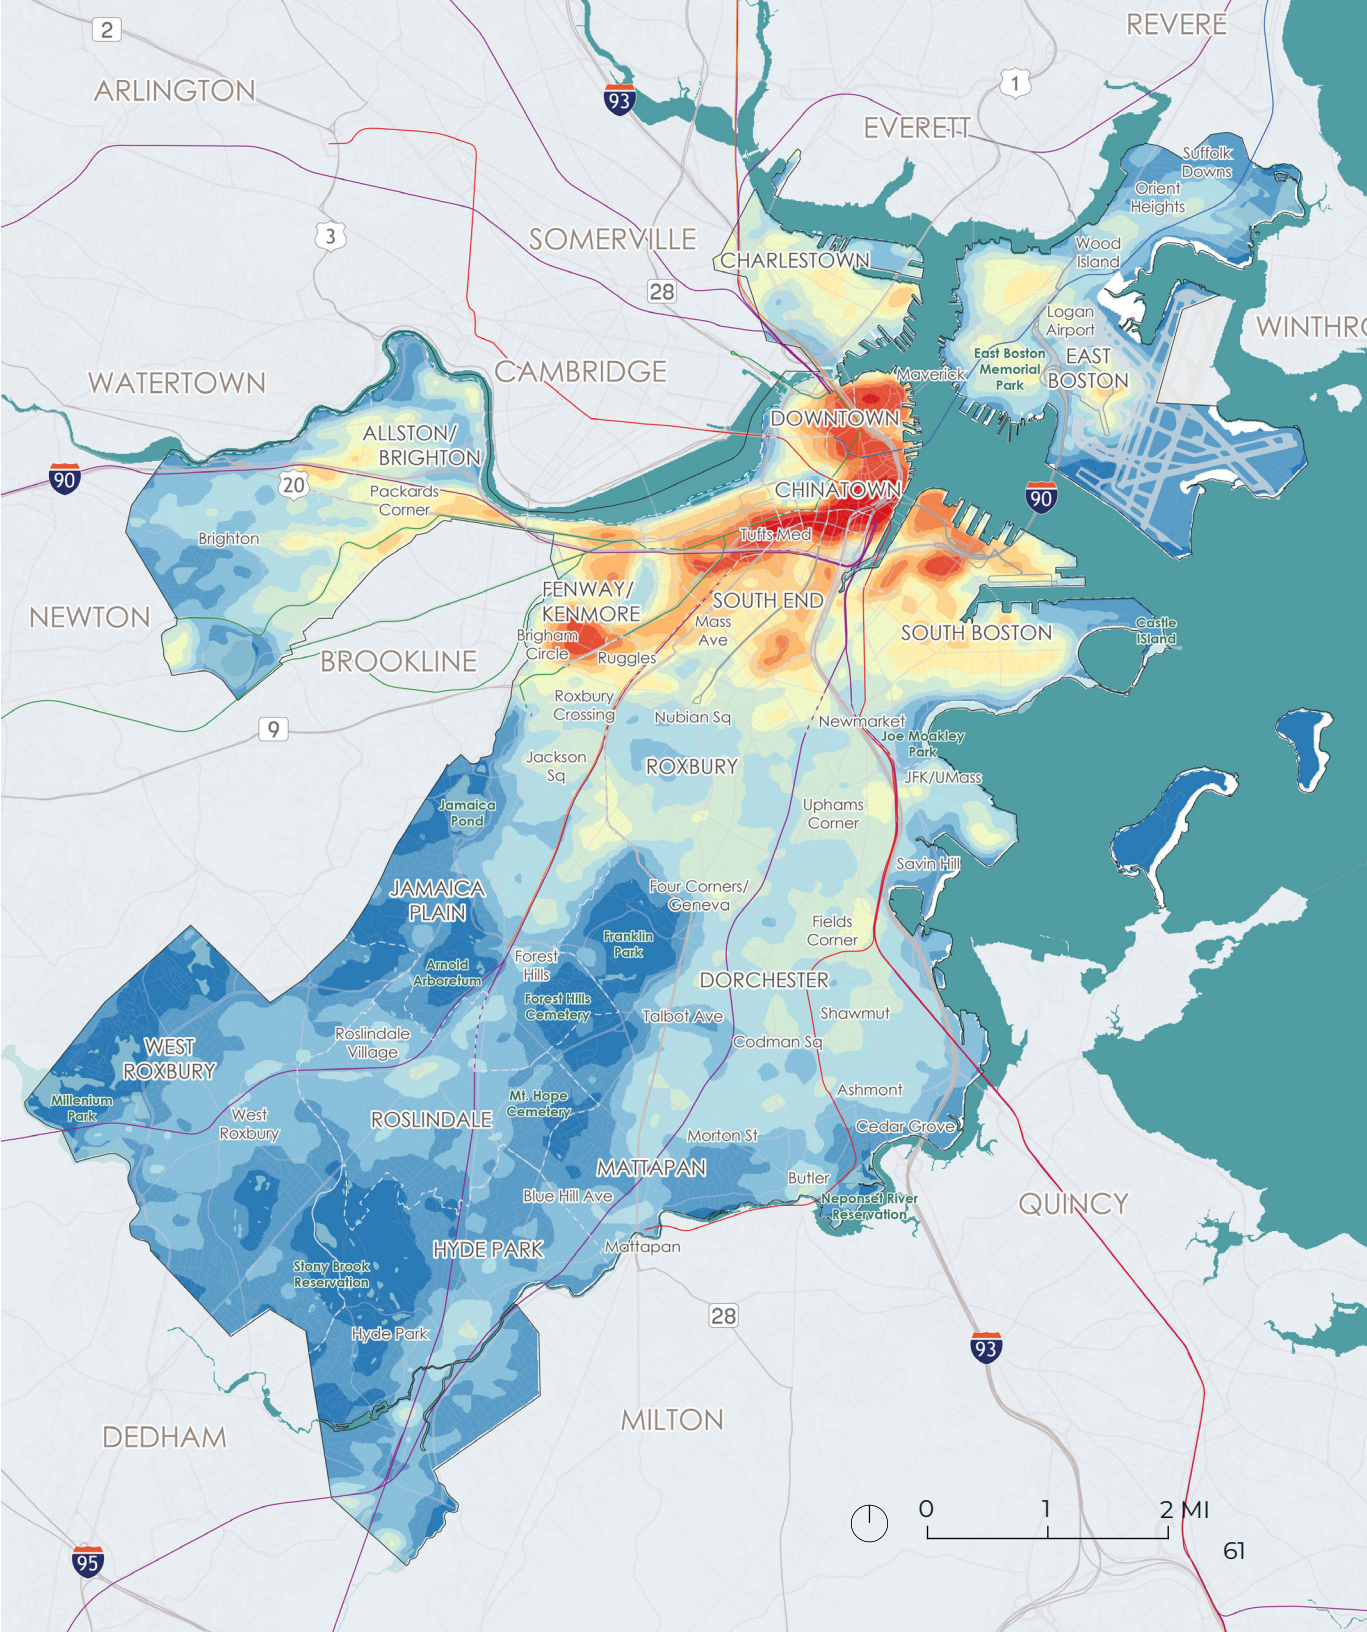 REVERE
2
1
ARLINGTON
93
EVERETT
Suffolk
Downs
Orient
Heights
3
SOMERVILLE
Wood
Island
CHARLESTOWN
28
Logan
Airport
WINTHRO
East Boston
Memorial
Park
EAST
BOSTON
CAMBRIDGE
Maverick
WATERTOWN
DOWNTOWN
ALLSTON/
BRIGHTON
90
20
CHINATOWN
90
Packards
Corner
Tufts Med
Brighton
FENWAY/
KENMORE
SOUTH END
NEWTON
Mass
Ave
SOUTH BOSTON
Castle
ISland
Brigham
Circle
Ruggles
BROOKLINE
Roxbury
Crossing
Nubian Sq
Newmarket
9
Joe Moakley
Park
Jackson
Sq
ROXBURY
JFK/UMass
Jamaica
Pond
Uphams
Corner
Savin Hill
JAMAICA
PLAIN
Four Corners/
Geneva
Fields
Corner
Franklin
Park
Forest
Hills
Arnold
Arboretum
DORCHESTER
Forest Hills
Cemetery
Talbot Ave
Shawmut
Roslindale
Village
Codman Sq
WEST
ROXBURY
Ashmont
Millenium
Park
Mt. Hope
Cemetery
West
Roxbury
ROSLINDALE
Cedar Grove
Morton St
MATTAPAN
Butler
Blue Hill Ave
Neponset River
Reservation
QUINCY
HYDE PARK
Mattapan
Stony Brook
Reservation
28
Hyde Park
93
MILTON
DEDHAM
0 1 2 MI
61
95